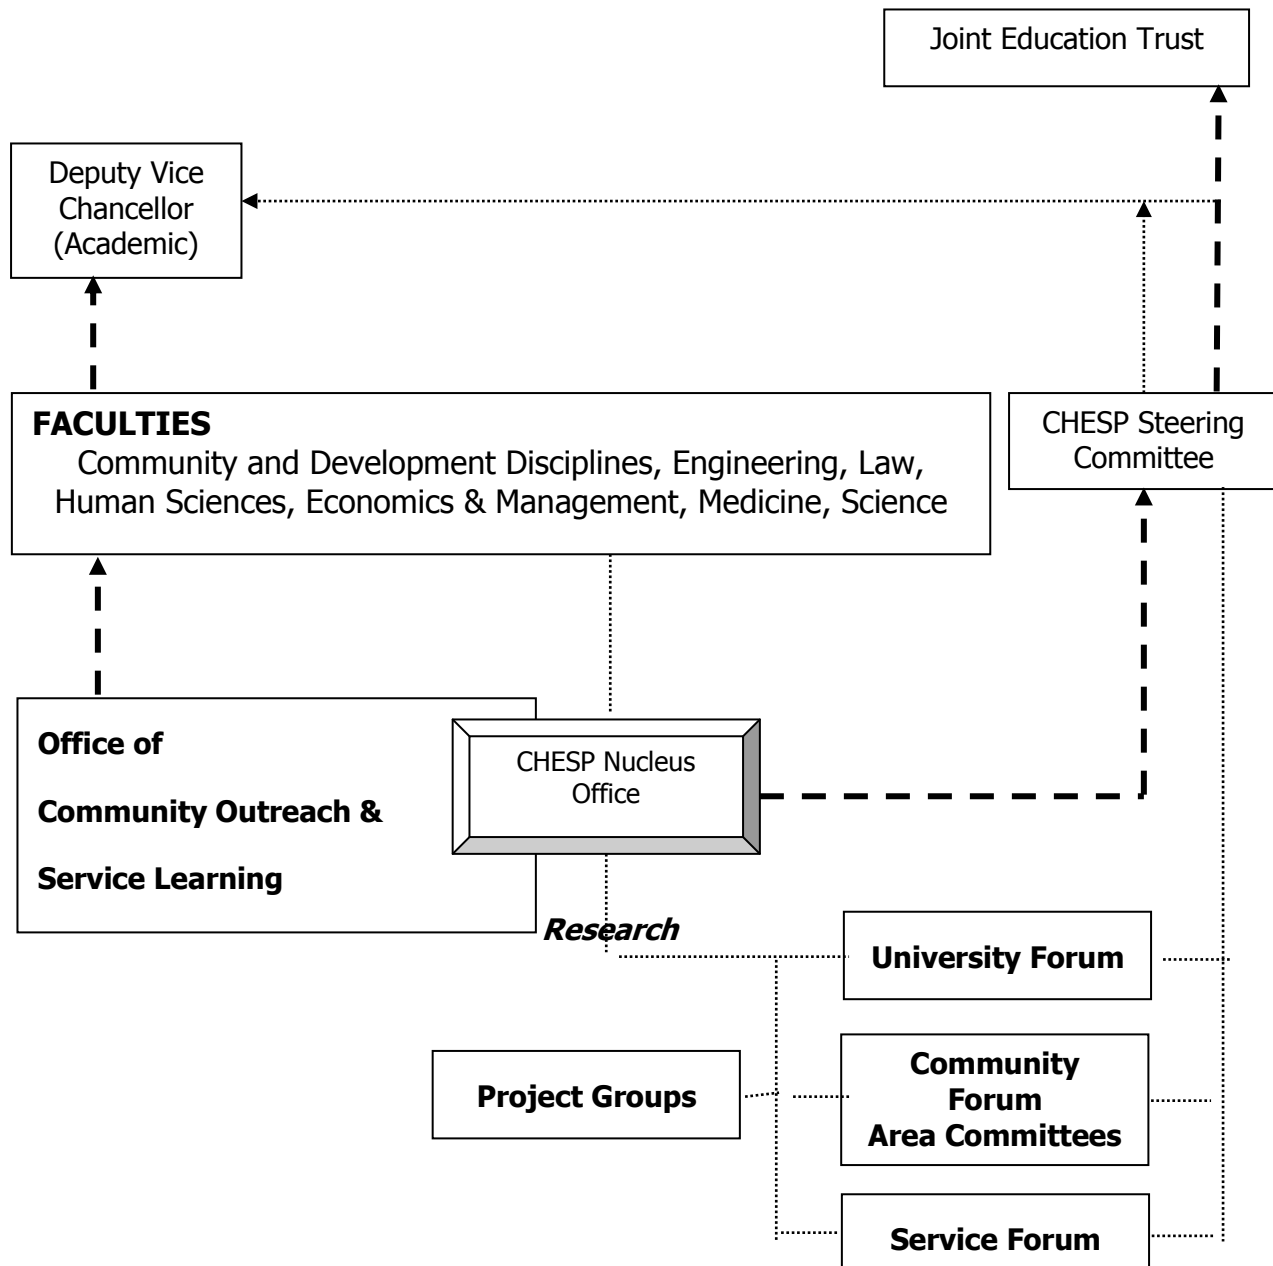 Joint Education Trust
Deputy Vice
Chancellor
(Academic)
FACULTIES
Community and Development Disciplines, Engineering, Law,
Human Sciences, Economics & Management, Medicine, Science
CHESP Steering
Committee
Office of
Community Outreach &
Service Learning
CHESP Nucleus
Office
Research
University Forum
Project Groups
Community
Forum
Area Committees
Service Forum